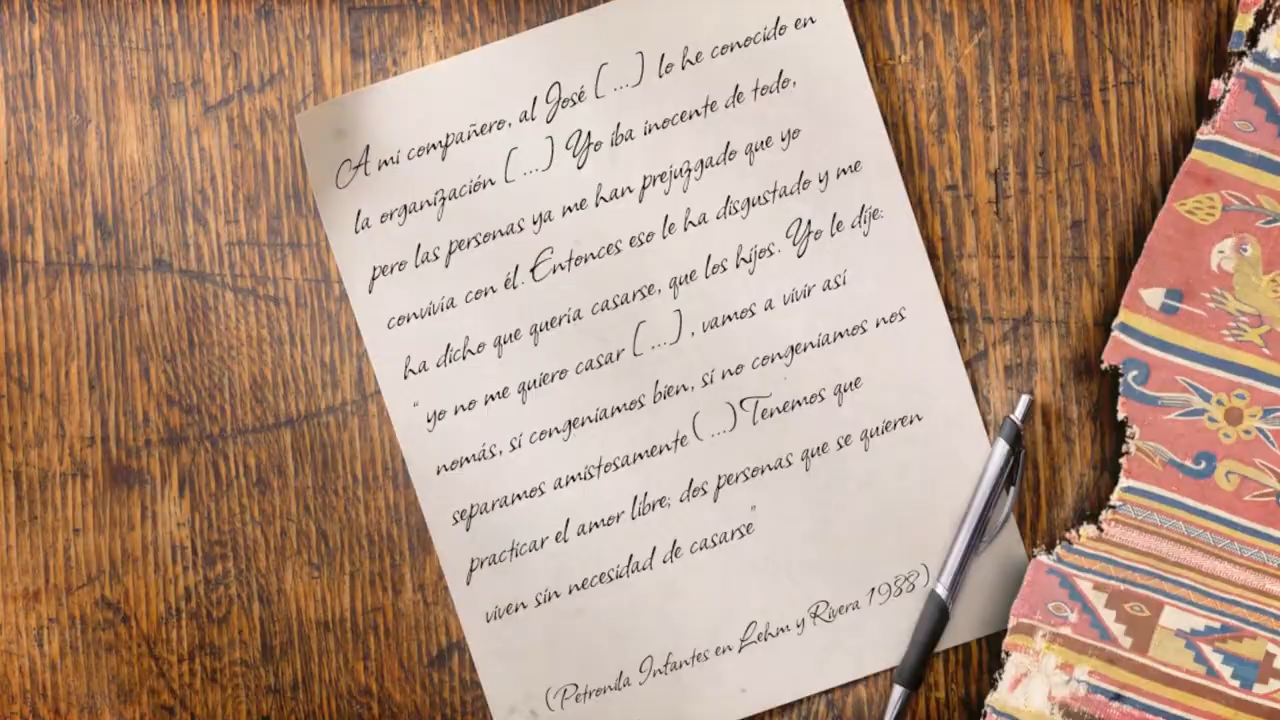 A mi compañero, al José [...] lo he conocido en
la organización [...] Yo iba inocente de todo,
pero las personas ya me han prejuzgado que yo
convivía con él. Entonces eso le ha disgustado y me
ha dicho que quería casarse, que los hijos. Yo le dije:
“yo no me quiero casar [...], vamos a vivir así
nomás, si congeniamos bien, si no congeniamos nos
separamos amistosamente (...) Tenemos que
practicar el amor libre; dos personas que se quieren
viven sin necesidad de casarse”
(Petronila Infantes en Lehm y Rivera 1988)